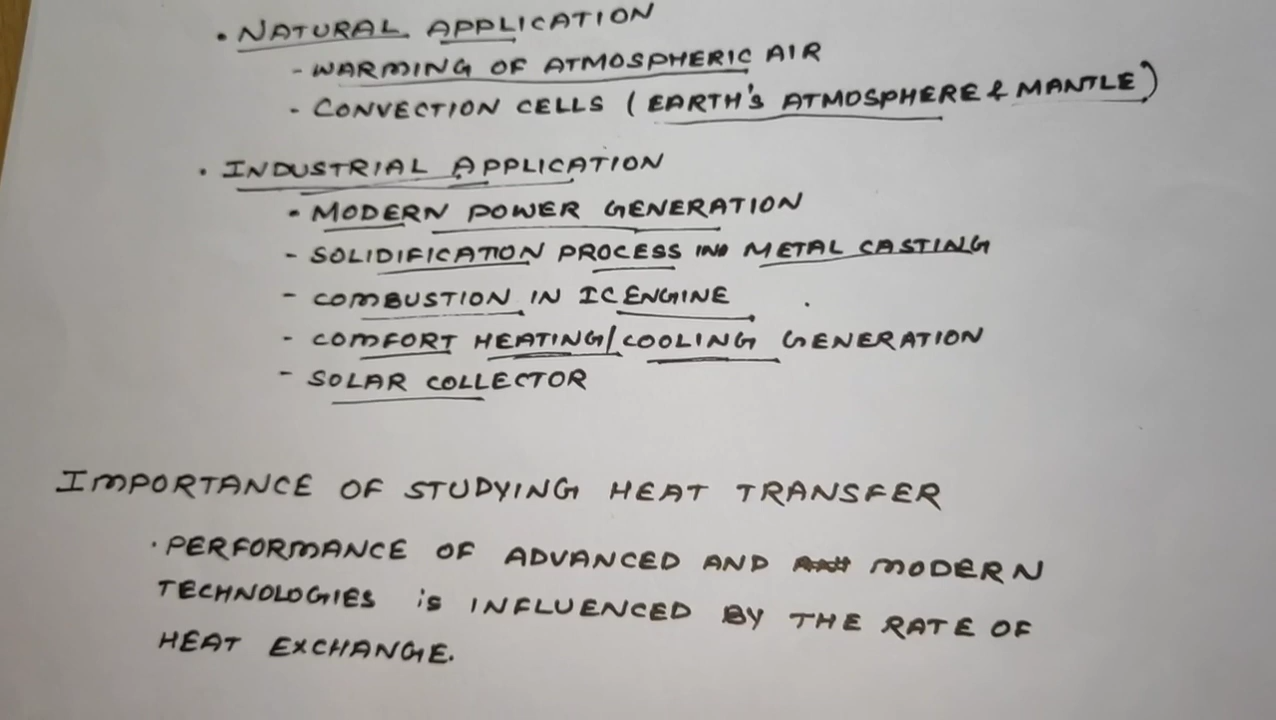 • NATURAL APPLICATION
- WARMING OF ATMOSPHERIC AIR
- CONVECTION CELLS (EARTH's ATMOSPHERE & MANTLE)
• INDUSTRIAL APPLICATION
- MODERN POWER GENERATION
- SOLIDIFICATION PROCESS IN METAL CASTING
- COMBUSTION IN IC ENGINE
- COMFORT HEATING/COOLING GENERATION
- SOLAR COLLECTOR
IMPORTANCE OF STUDYING HEAT TRANSFER
• PERFORMANCE OF ADVANCED AND MODERN
TECHNOLOGIES is INFLUENCED BY THE RATE OF
HEAT EXCHANGE.